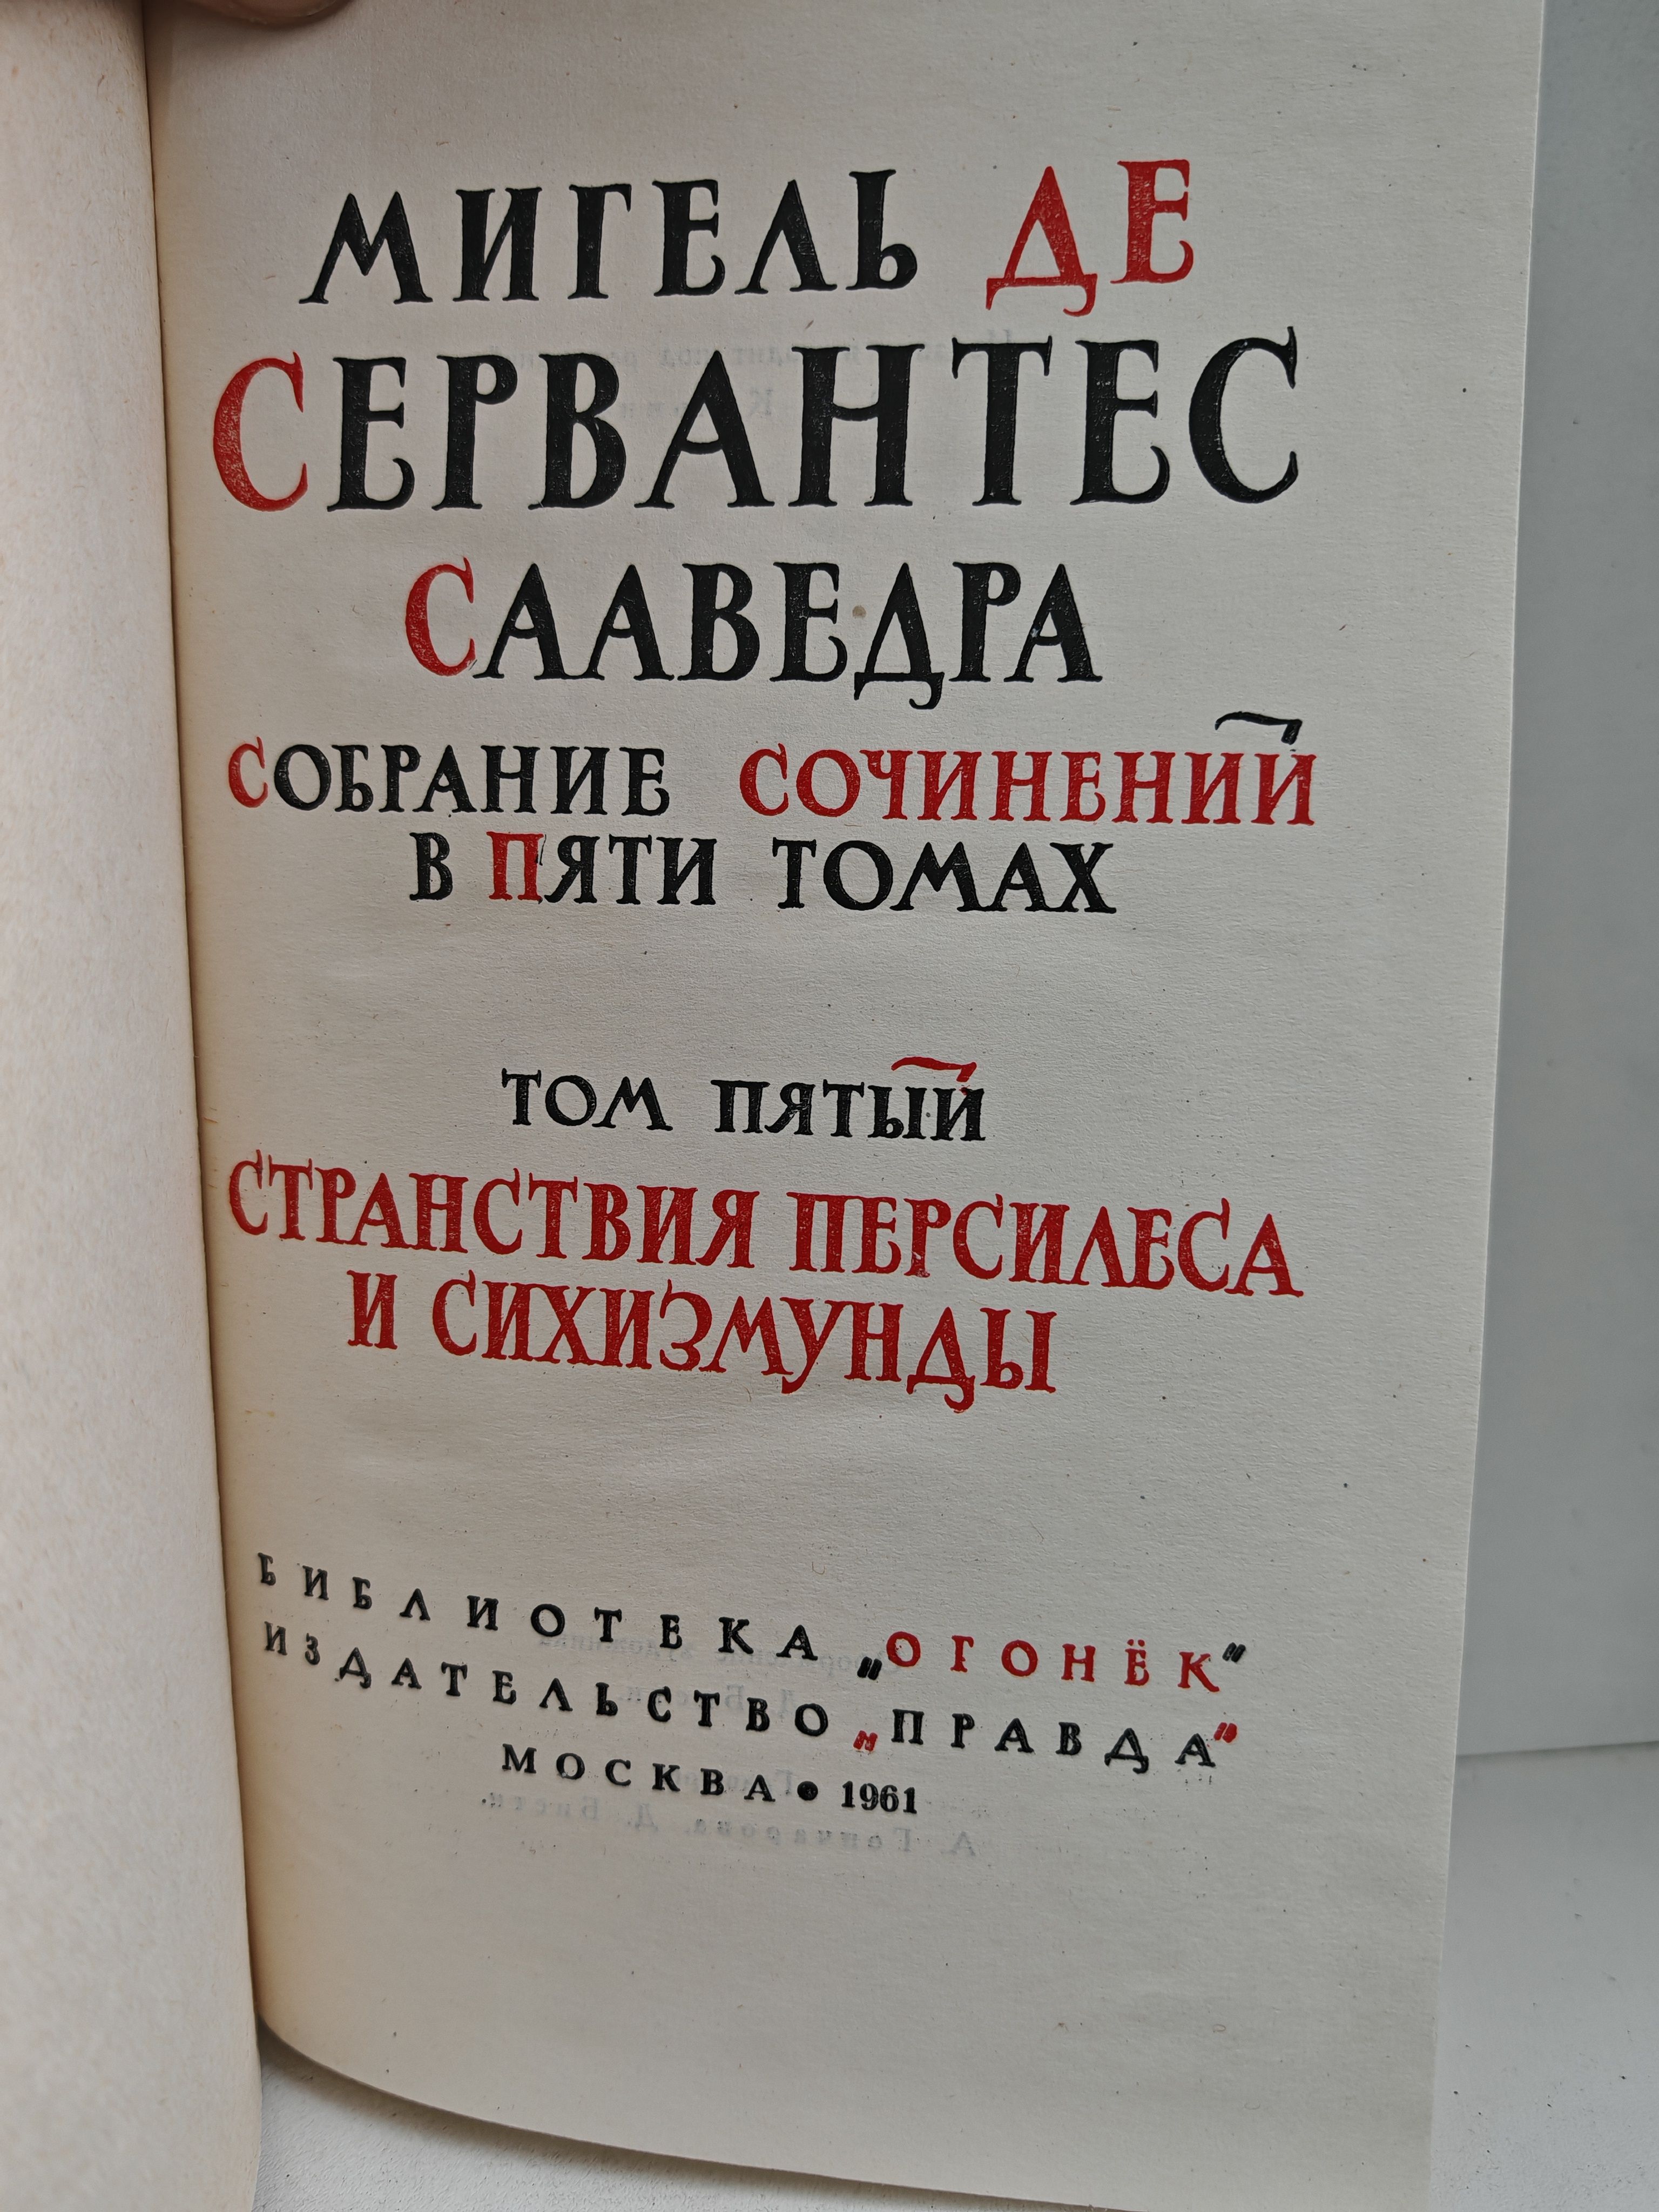 МИГЕЛЬ ДЕ
СЕРВАНТЕС
СААВЕДРА
СОБРАНИЕ СОЧИНЕНИЙ
В ПЯТИ ТОМАХ
ТОМ ПЯТЫЙ
СТРАНСТВИЯ ПЕРСИЛЕСА
И СИХИЗМУНДЫ
БИБЛИОТЕКА „ОГОНЁК“
ИЗДАТЕЛЬСТВО „ПРАВДА“
МОСКВА • 1961